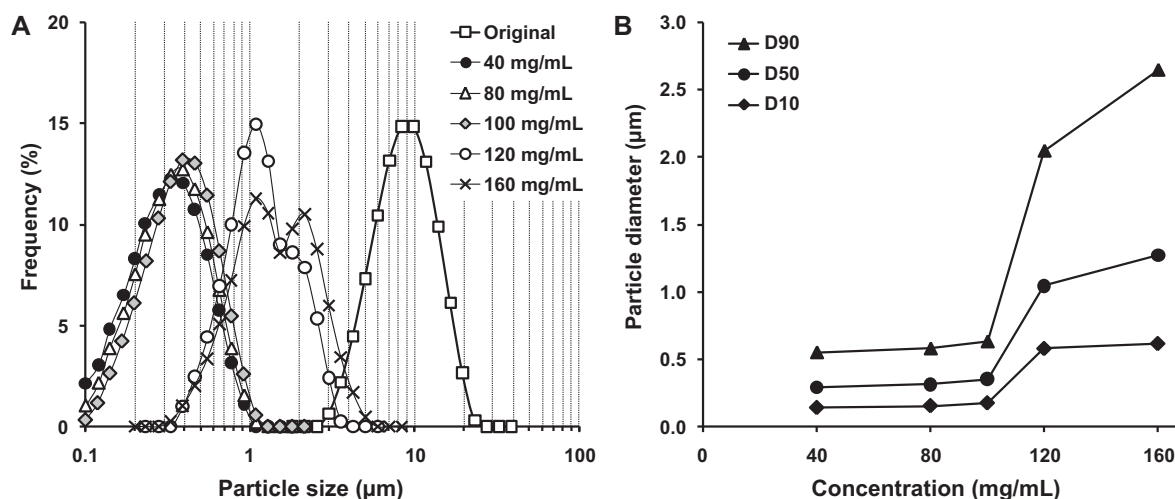 A
20
15
10
5
0
Frequency (%)
0.1
1
10
100
Particle size (µm)
Original
40 mg/mL
80 mg/mL
100 mg/mL
120 mg/mL
160 mg/mL
B
3.0
2.5
2.0
1.5
1.0
0.5
0.0
Particle diameter (µm)
0
40
80
120
160
Concentration (mg/mL)
D90
D50
D10